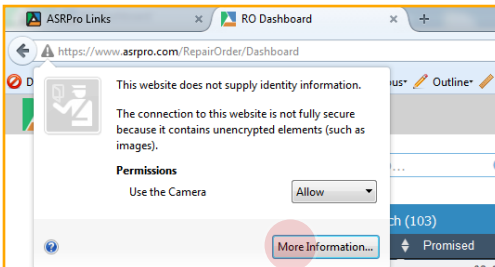 ASRPro Links × RO Dashboard × +
https://www.asrpro.com/RepairOrder/Dashboard
This website does not supply identity information.
Outline
The connection to this website is not fully secure
because it contains unencrypted elements (such as
images).
Permissions
Use the Camera Allow
(103)
? More Information... Promised